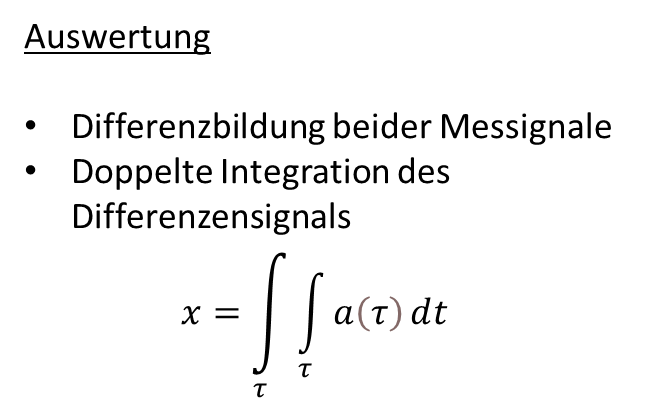 Auswertung
• Differenzbildung beider Messignale
• Doppelte Integration des
Differenzensignals
x = ∫τ ∫τ a(τ) dt